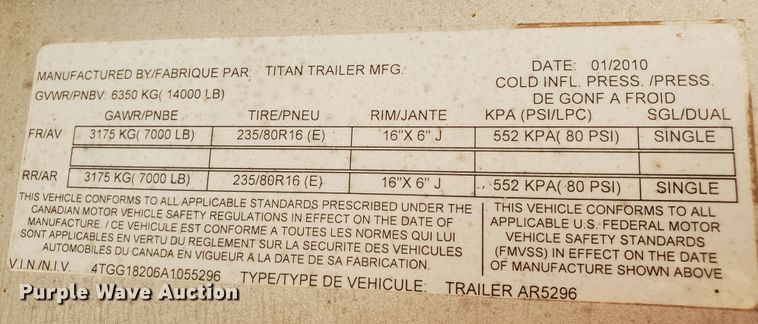 MANUFACTURED BY/FABRIQUE PAR: TITAN TRAILER MFG. DATE: 01/2010
GVWR/PNBV: 6350 KG( 14000 LB) COLD INFL. PRESS. /PRESS.
DE GONF A FROID
GAWR/PNBE TIRE/PNEU RIM/JANTE KPA (PSI/LPC) SGL/DUAL
FR/AV 3175 KG( 7000 LB) 235/80R16 (E) 16"X 6" J 552 KPA( 80 PSI) SINGLE
RR/AR 3175 KG( 7000 LB) 235/80R16 (E) 16"X 6" J 552 KPA( 80 PSI) SINGLE
THIS VEHICLE CONFORMS TO ALL APPLICABLE STANDARDS PRESCRIBED UNDER THE
CANADIAN MOTOR VEHICLE SAFETY REGULATIONS IN EFFECT ON THE DATE OF
MANUFACTURE. / CE VEHICULE EST CONFORME A TOUTES LES NORMES QUI LUI
SONT APPLICABLES EN VERTU DU REGLEMENT SUR LA SECURITE DES VEHICULES
AUTOMOBILES DU CANADA EN VIGUEUR A LA DATE DE SA FABRICATION.
THIS VEHICLE CONFORMS TO ALL
APPLICABLE U.S. FEDERAL MOTOR
VEHICLE SAFETY STANDARDS
(FMVSS) IN EFFECT ON THE DATE
OF MANUFACTURE SHOWN ABOVE
V.I.N./N.I.V. 4TGG18206A1055296 TYPE/TYPE DE VEHICULE: TRAILER AR5296
Purple Wave Auction